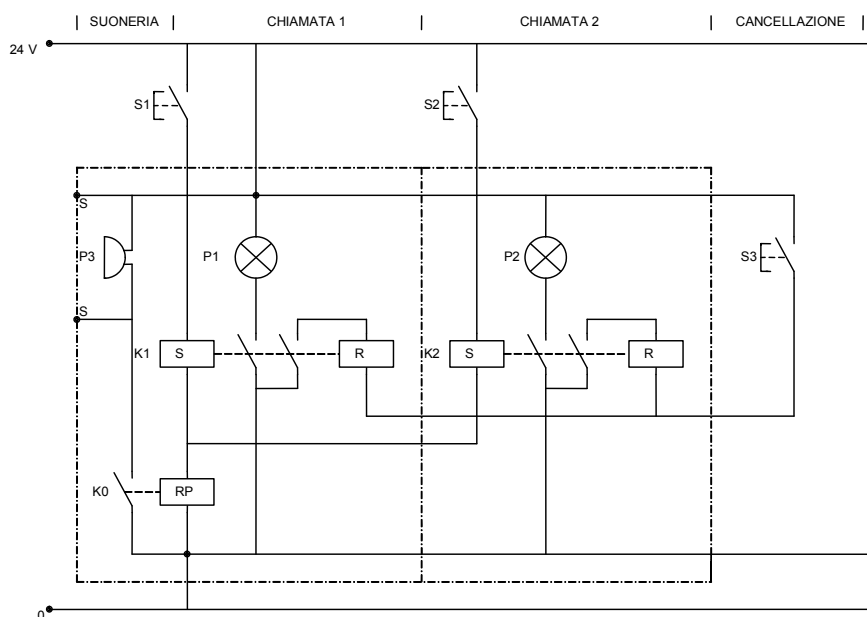 SUONERIA CHIAMATA 1 CHIAMATA 2 CANCELLAZIONE
24 V
S1 S2
S
P3 P1 P2 S3
S
K1 S R K2 S R
K0 RP
0